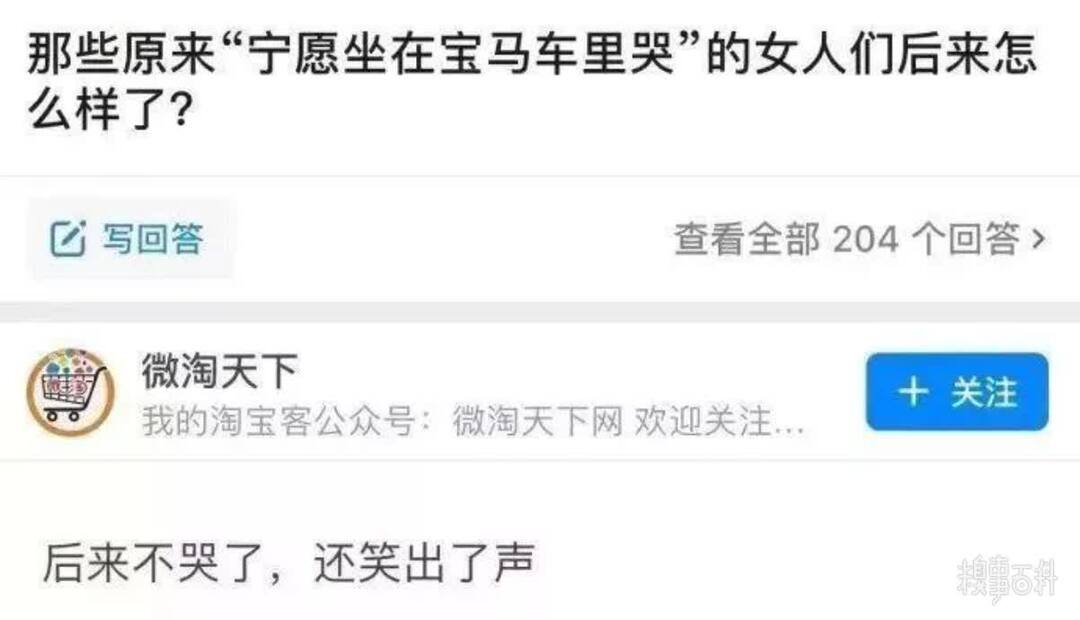 那些原来“宁愿坐在宝马车里哭”的女人们后来怎
么样了?
写回答
查看全部 204 个回答 >
微淘天下
我的淘宝客公众号：微淘天下网 欢迎关注...
+ 关注
后来不哭了，还笑出了声
糗事百科